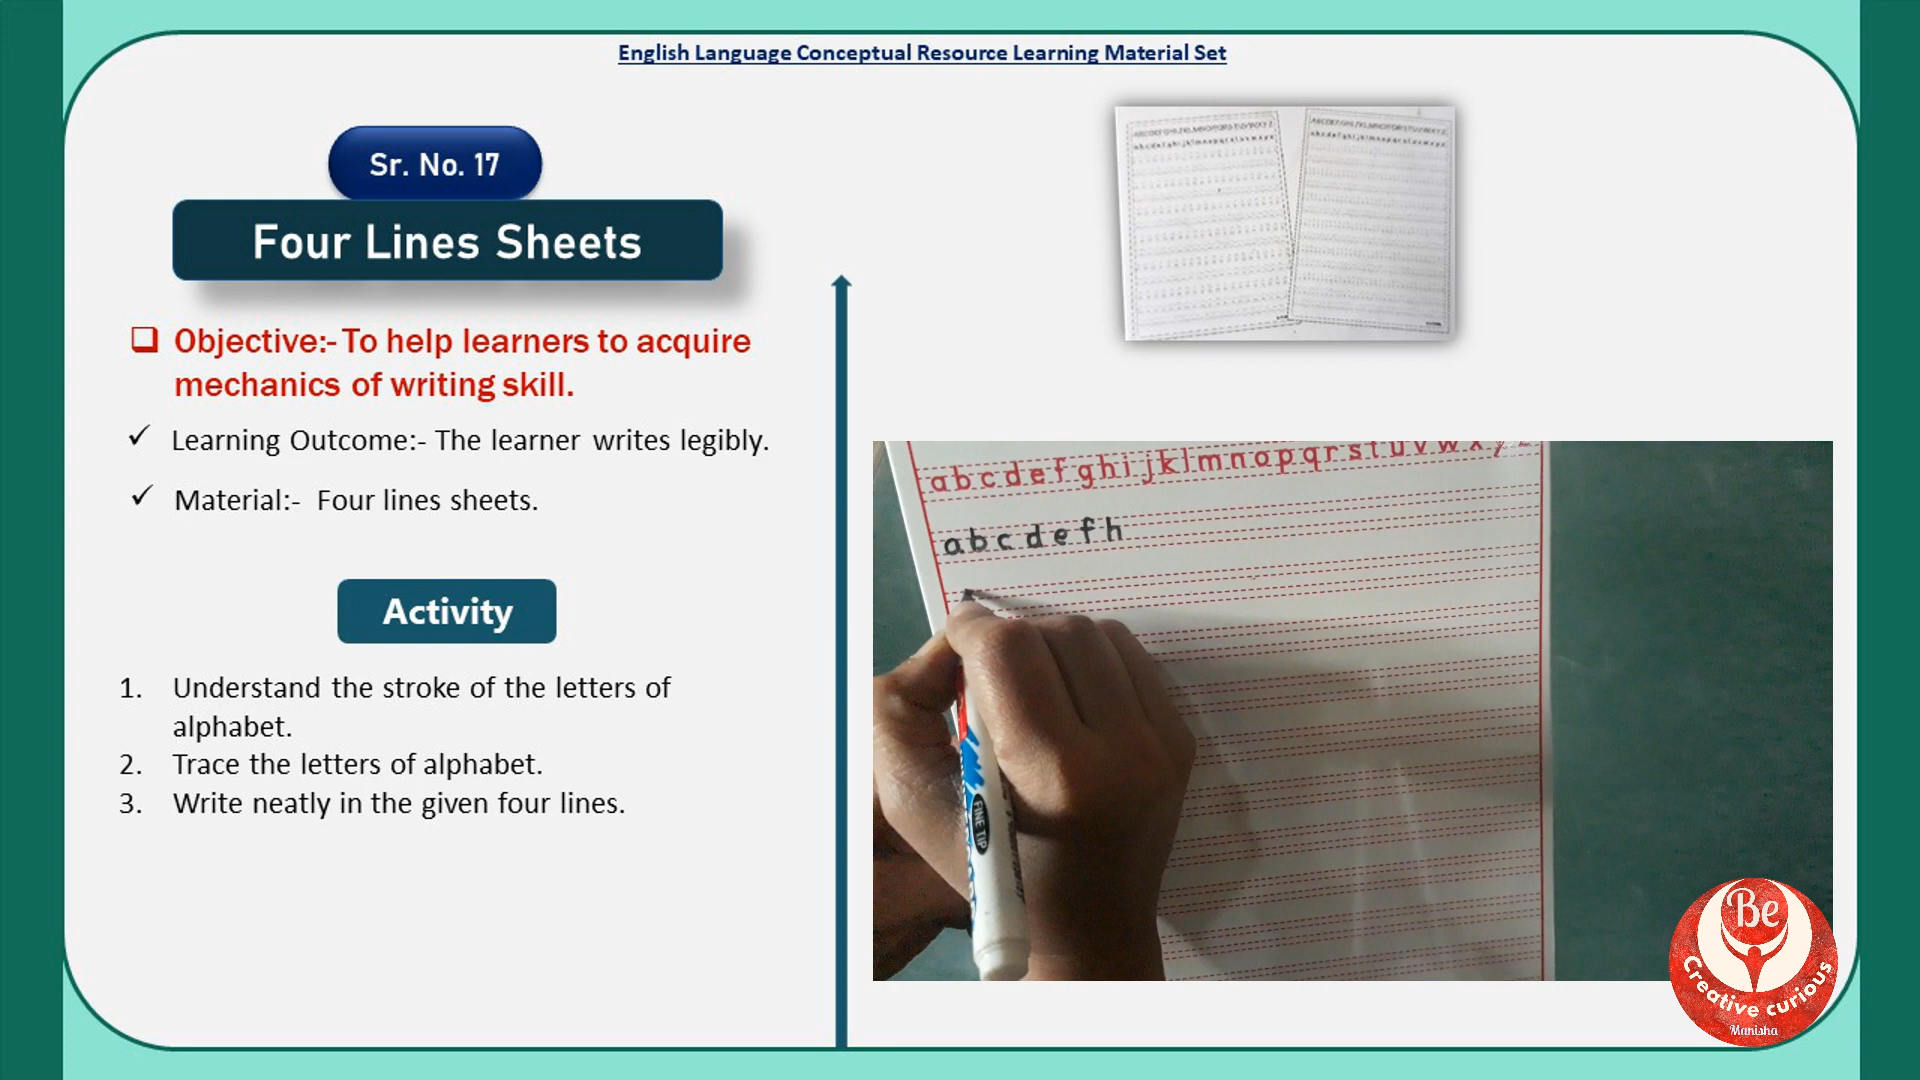 English Language Conceptual Resource Learning Material Set
Sr. No. 17
Four Lines Sheets
Objective:- To help learners to acquire
mechanics of writing skill.
Learning Outcome:- The learner writes legibly.
Material:- Four lines sheets.
Activity
1. Understand the stroke of the letters of
alphabet.
2. Trace the letters of alphabet.
3. Write neatly in the given four lines.
a b c d e f g h i j k l m n o p q r s t u v w x y z
a b c d e f h
FINE TIP
Be
Creative curious
Manisha